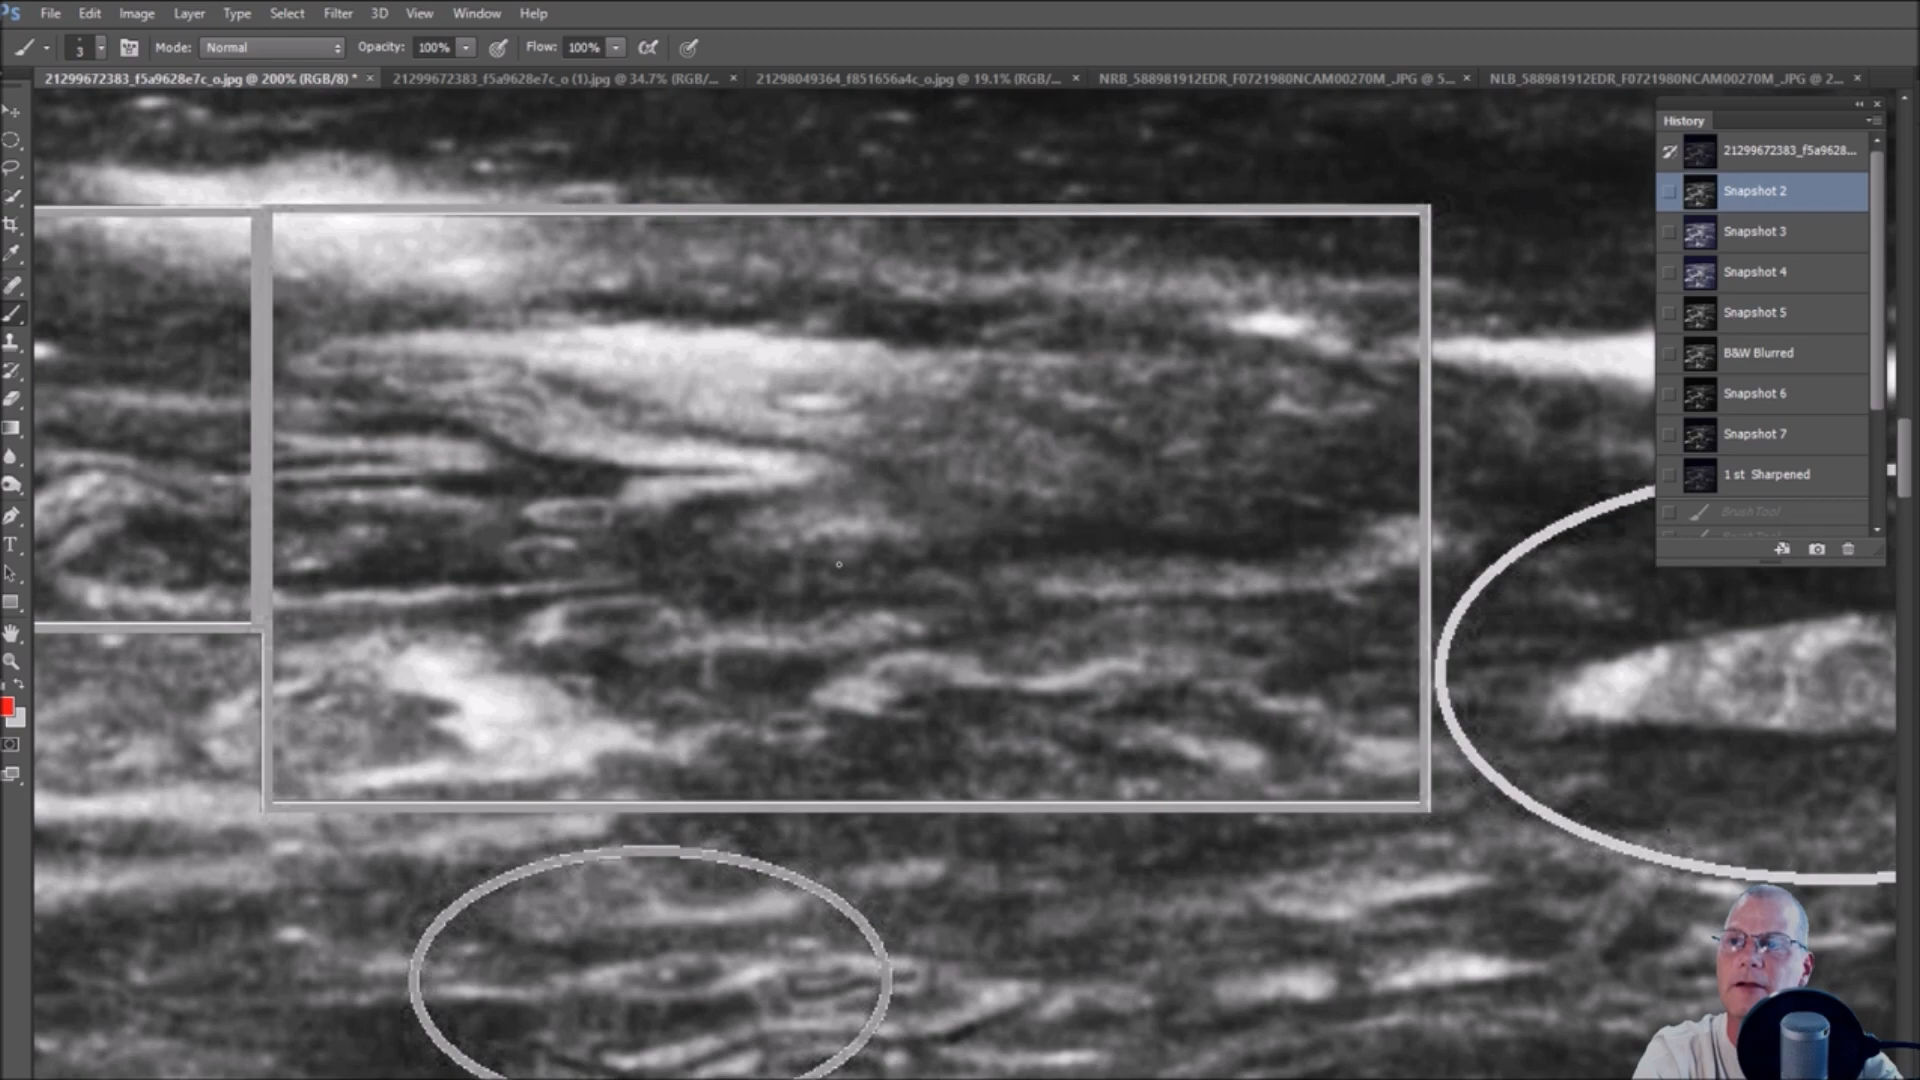 PS File Edit Image Layer Type Select Filter 3D View Window Help
3 Mode: Normal Opacity: 100% Flow: 100%
21299672383_f5a9628e7c_o.jpg @ 200% (RGB/8) * × 21299672383_f5a9628e7c_o (1).jpg @ 34.7% (RGB/... × 21298049364_f851656a4c_o.jpg @ 19.1% (RGB/... × NRB_588981912EDR_F0721980NCAM00270M_.JPG @ 5... × NLB_588981912EDR_F0721980NCAM00270M_.JPG @ 2... ×
History
21299672383_f5a9628...
Snapshot 2
Snapshot 3
Snapshot 4
Snapshot 5
B&W Blurred
Snapshot 6
Snapshot 7
1 st Sharpened
Brush Tool
T